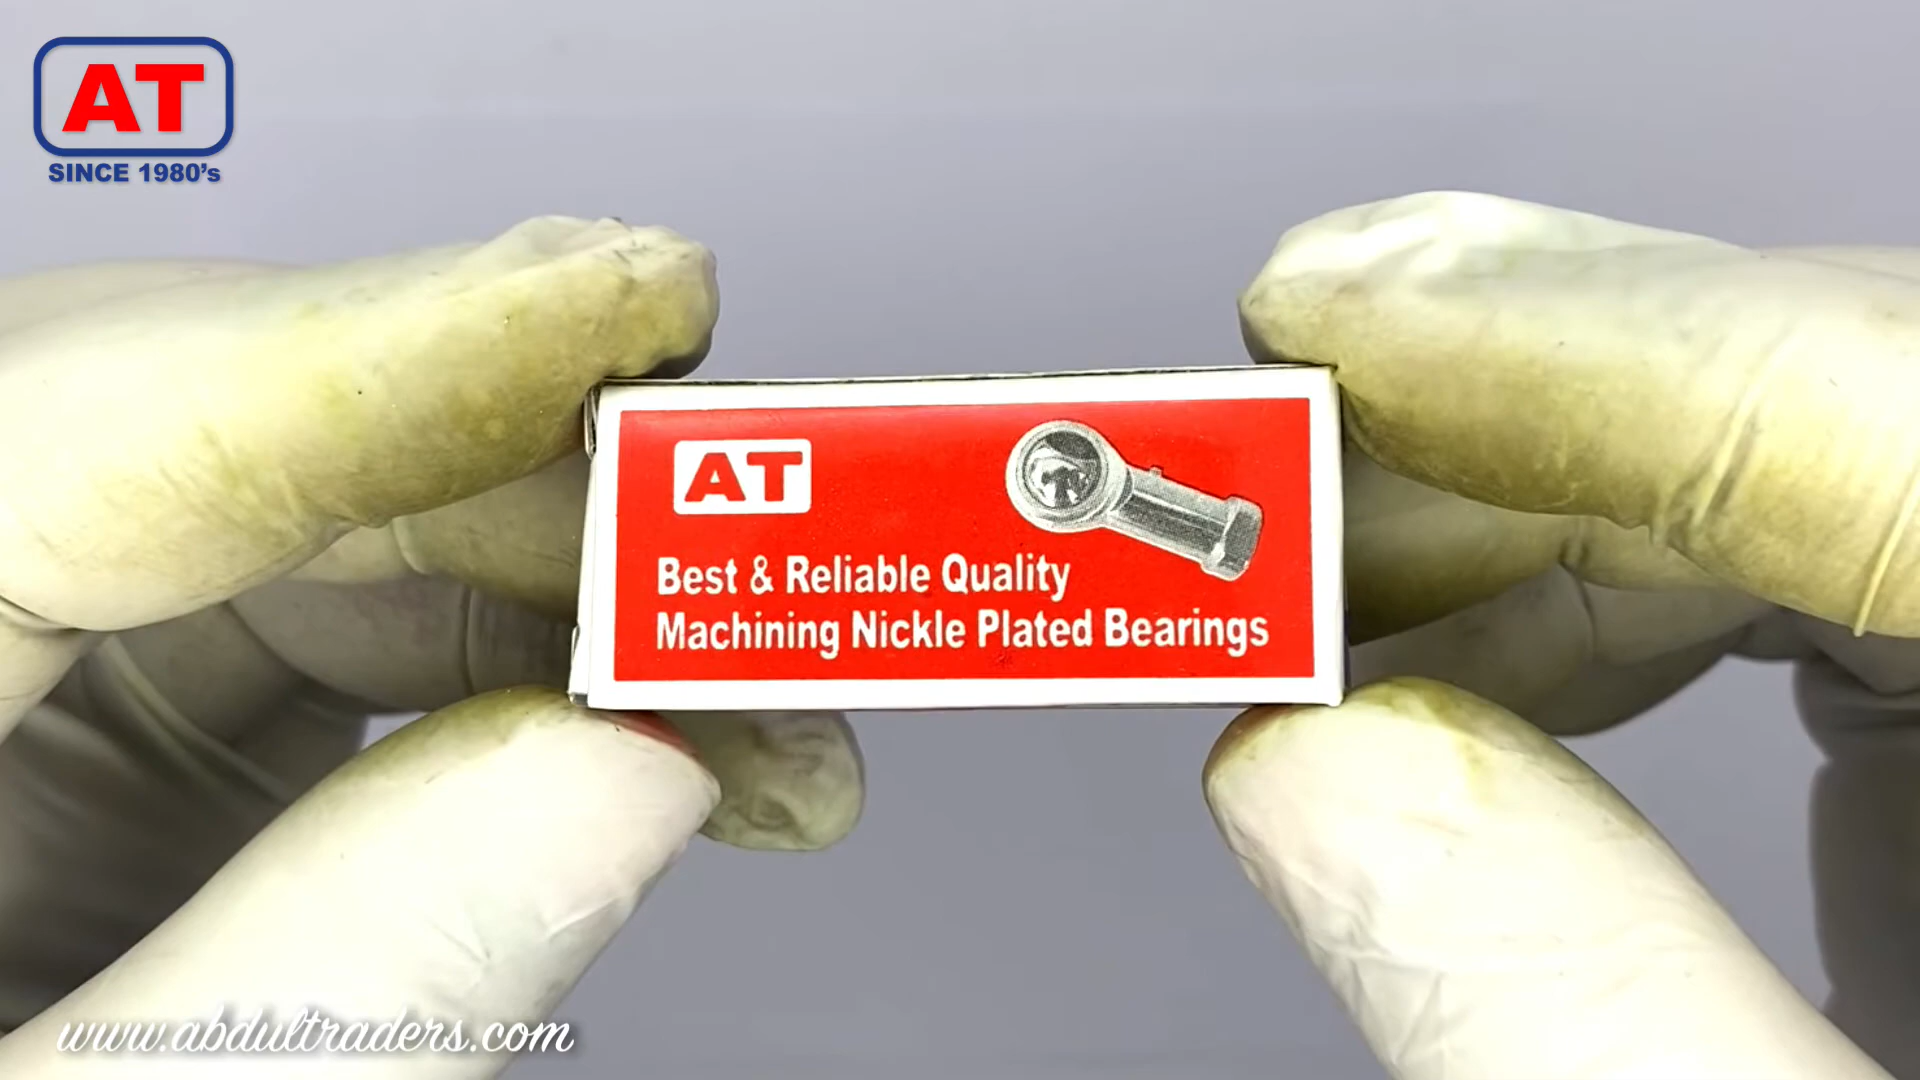 AT
SINCE 1980's
AT
Best & Reliable Quality
Machining Nickle Plated Bearings
www.abdultraders.com